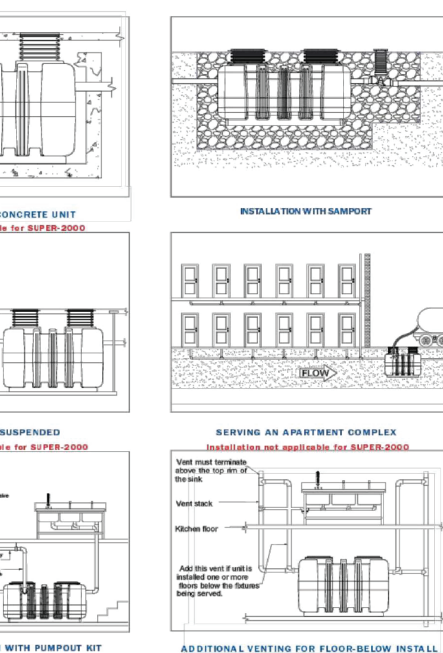 CONCRETE UNIT
le for SUPER-2000
INSTALLATION WITH SAMPORT
SUSPENDED
ble for SUPER-2000
FLOW
SERVING AN APARTMENT COMPLEX
Installation not applicable for SUPER-2000
Vent must terminate
above the top rim of
the sink
Vent stack
Kitchen floor
Add this vent if unit is
installed one or more
floors below the fixtures
being served.
WITH PUMPOUT KIT
ADDITIONAL VENTING FOR FLOOR-BELOW INSTALL